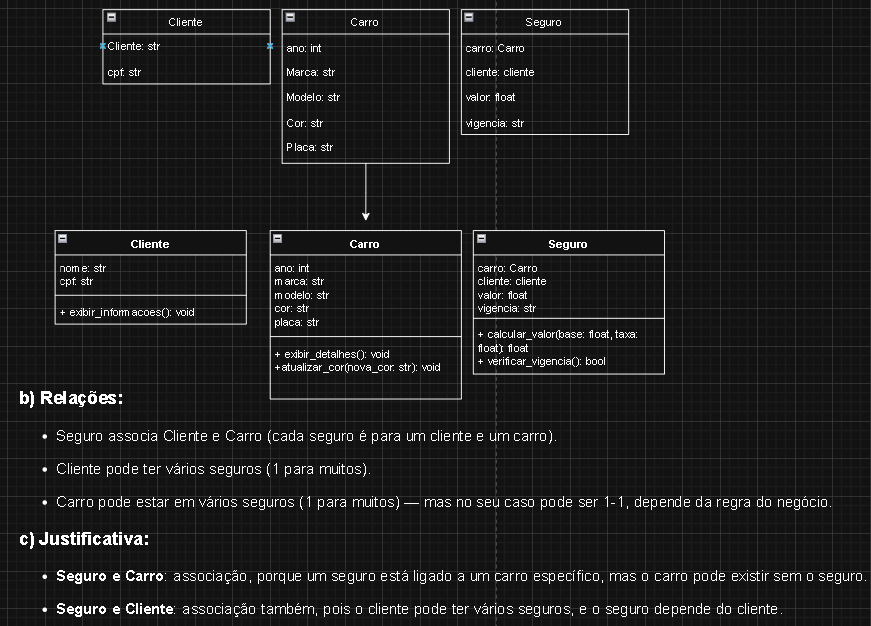 Cliente
Cliente: str
cpf: str
Carro
ano: int
Marca: str
Modelo: str
Cor: str
Placa: str
Seguro
carro: Carro
cliente: cliente
valor: float
vigencia: str
Cliente
nome: str
cpf: str
+ exibir_informacoes(): void
Carro
ano: int
marca: str
modelo: str
cor: str
placa: str
+ exibir_detalhes(): void
+atualizar_cor(nova_cor: str): void
Seguro
carro: Carro
cliente: cliente
valor: float
vigencia: str
+ calcular_valor(base: float, taxa:
float): float
+ verificar_vigencia(): bool
b) Relações:
• Seguro associa Cliente e Carro (cada seguro é para um cliente e um carro).
• Cliente pode ter vários seguros (1 para muitos).
• Carro pode estar em vários seguros (1 para muitos) — mas no seu caso pode ser 1-1, depende da regra do negócio.
c) Justificativa:
• Seguro e Carro: associação, porque um seguro está ligado a um carro específico, mas o carro pode existir sem o seguro.
• Seguro e Cliente: associação também, pois o cliente pode ter vários seguros, e o seguro depende do cliente.